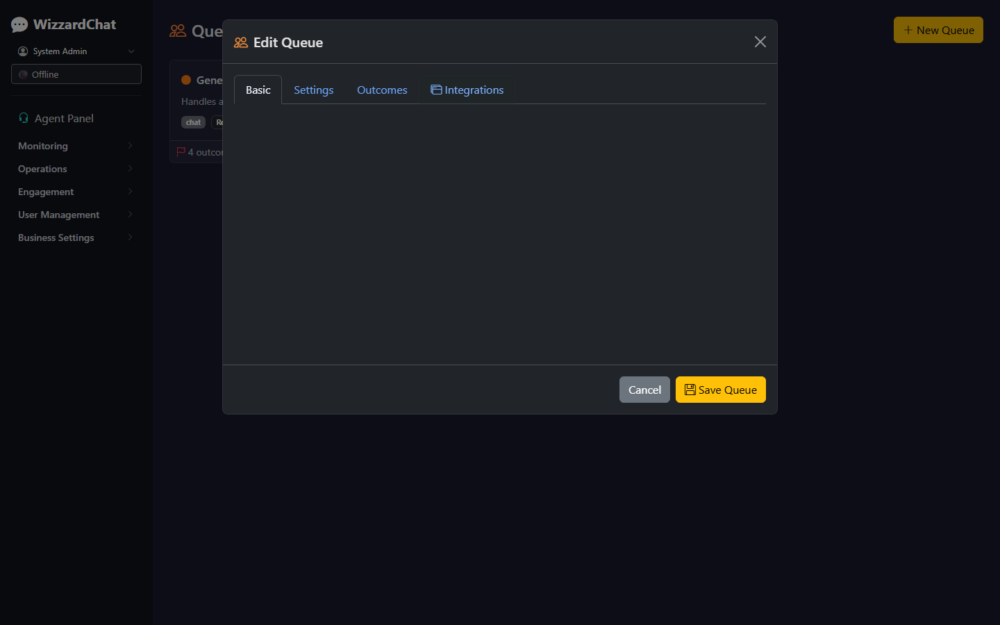 WizzardChat
System Admin
Offline
Agent Panel
Monitoring
Operations
Engagement
User Management
Business Settings
Que
New Queue
Gene
Handles a
chat
4 outcor
Edit Queue
Basic
Settings
Outcomes
Integrations
Cancel
Save Queue